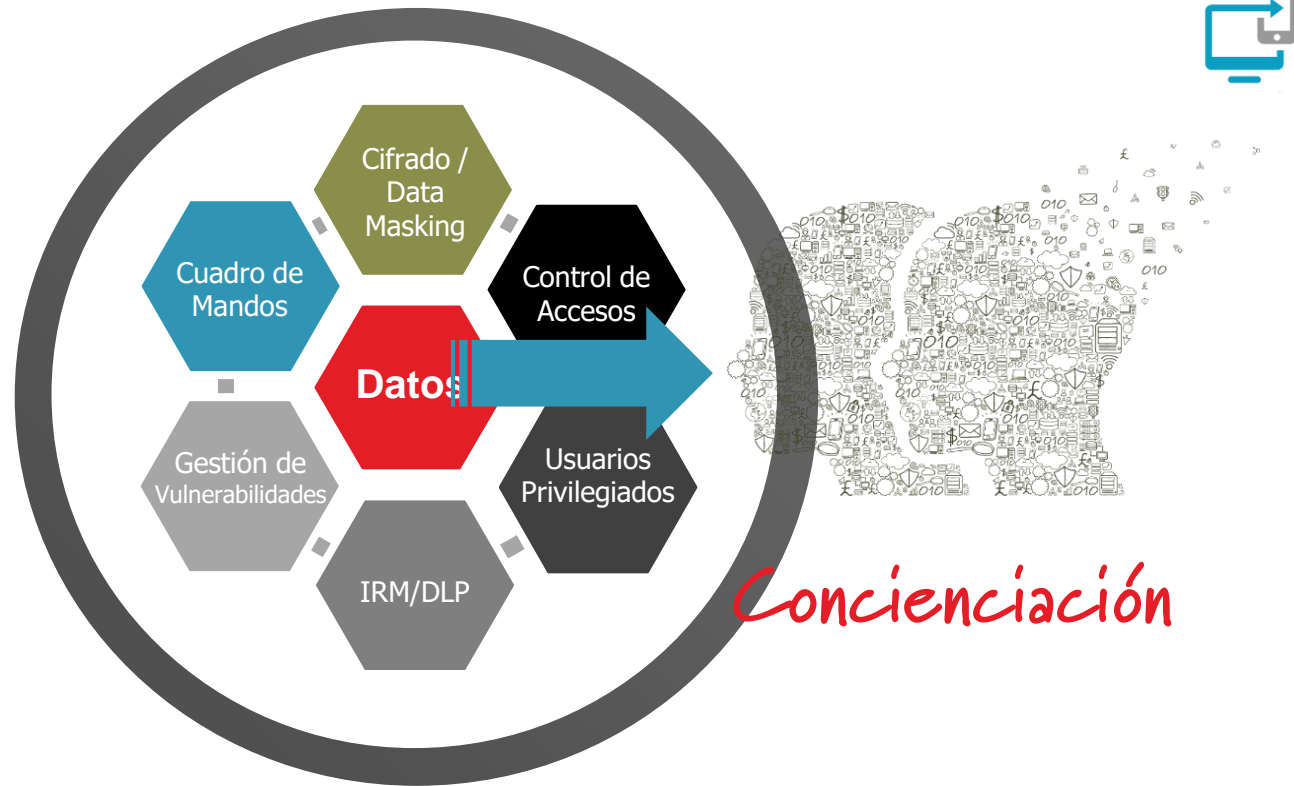 Cifrado /
Data
Masking
Cuadro de
Mandos
Control de
Accesos
Datos
Gestión de
Vulnerabilidades
Usuarios
Privilegiados
IRM/DLP
Concienciación